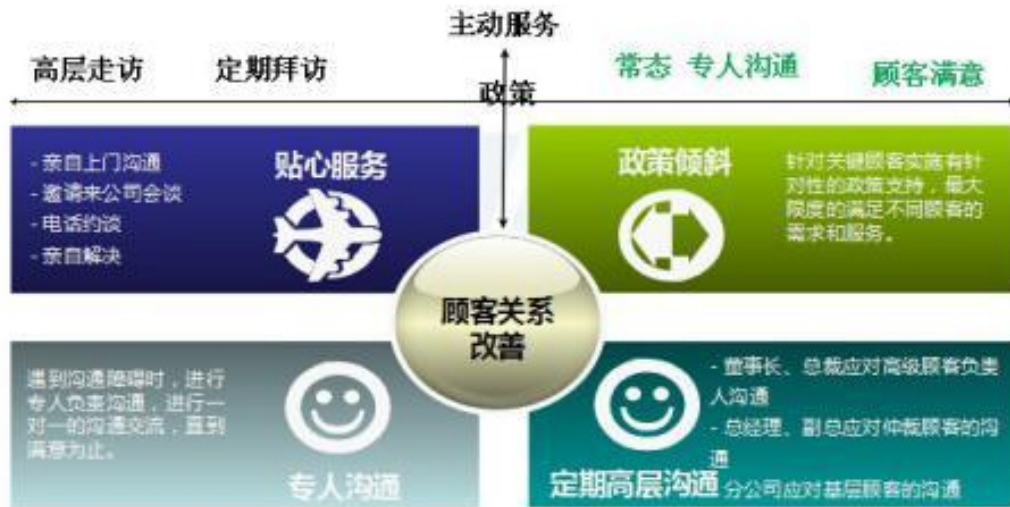 主动服务
高层走访 定期拜访 常态 专人沟通 顾客满意
政策
- 亲自上门沟通
- 邀请来公司会谈
- 电话约谈
- 亲自解决
贴心服务
政策倾斜
针对关键顾客实施有针
对性的政策支持，最大
限度的满足不同顾客的
需求和服务。
顾客关系
改善
遇到沟通障碍时，进行
专人负责沟通，进行一
对一的沟通交流，直到
满意为止。
专人沟通
- 董事长、总裁应对高级顾客负责
人沟通
- 总经理、副总应对仲裁顾客的沟
通
分公司应对基层顾客的沟通
定期高层沟通